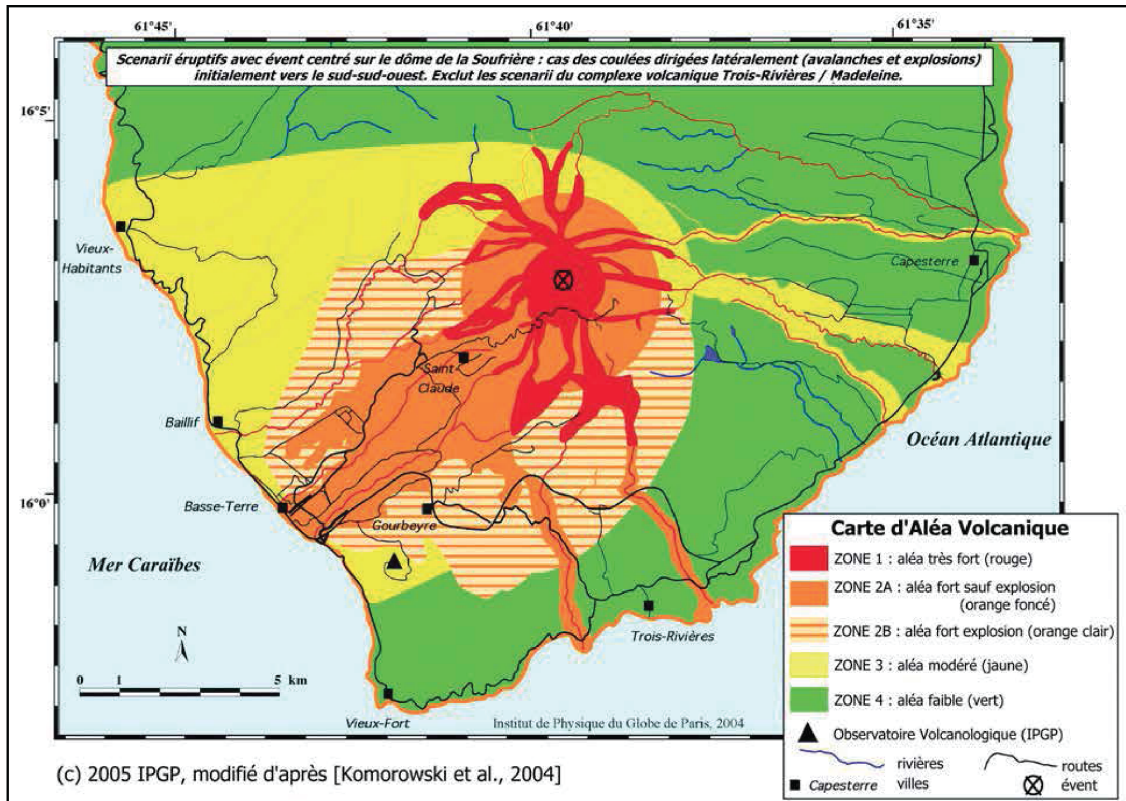 61°45'
61°40'
61°35'
Scenarii éruptifs avec évent centré sur le dôme de la Soufrière : cas des coulées dirigées latéralement (avalanches et explosions)
initialement vers le sud-sud-ouest. Exclut les scenarii du complexe volcanique Trois-Rivières / Madeleine.
16°5'
Vieux-
Habitants
Capesterre
Saint
Claude
Baillif
Océan Atlantique
16°0'
Basse-Terre
Gourbeyre
Mer Caraïbes
Trois-Rivières
N
0 1 5 km
Vieux-Fort
Institut de Physique du Globe de Paris, 2004
Carte d'Aléa Volcanique
ZONE 1 : aléa très fort (rouge)
ZONE 2A : aléa fort sauf explosion
(orange foncé)
ZONE 2B : aléa fort explosion (orange clair)
ZONE 3 : aléa modéré (jaune)
ZONE 4 : aléa faible (vert)
Observatoire Volcanologique (IPGP)
rivières
routes
Capesterre villes
évent
(c) 2005 IPGP, modifié d'après [Komorowski et al., 2004]